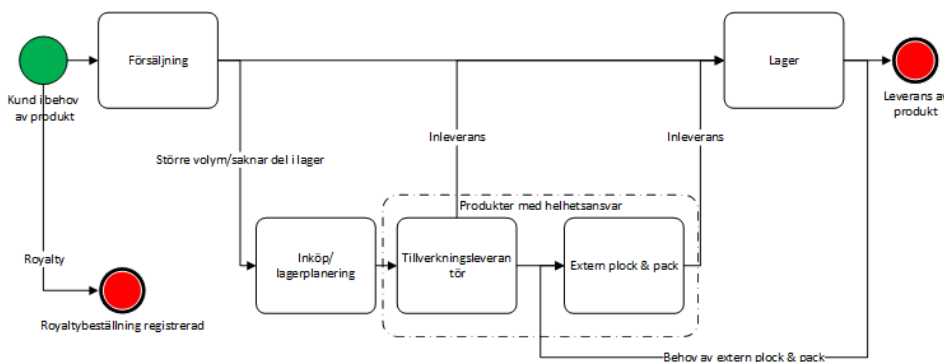 Försäljning
Lager
Kund i behov
av produkt
Leverans av
produkt
Inleverans
Inleverans
Större volym/saknar del i lager
Produkter med helhetsansvar
Inköp/
lagerplanering
Tillverkningsleveran
tör
Extern plock & pack
Royalty
Royaltybeställning registrerad
Behov av extern plock & pack